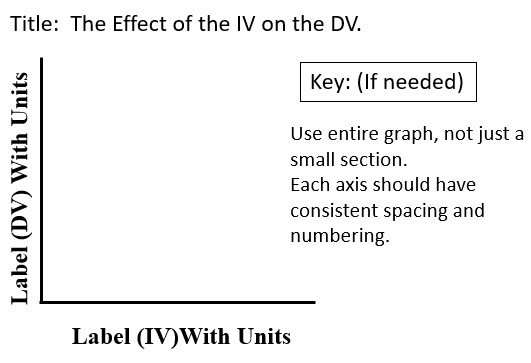 Title:  The Effect of the IV on the DV.
Key: (If needed)
Label (DV) With Units
Use entire graph, not just a
small section.
Each axis should have
consistent spacing and
numbering.
Label (IV)With Units